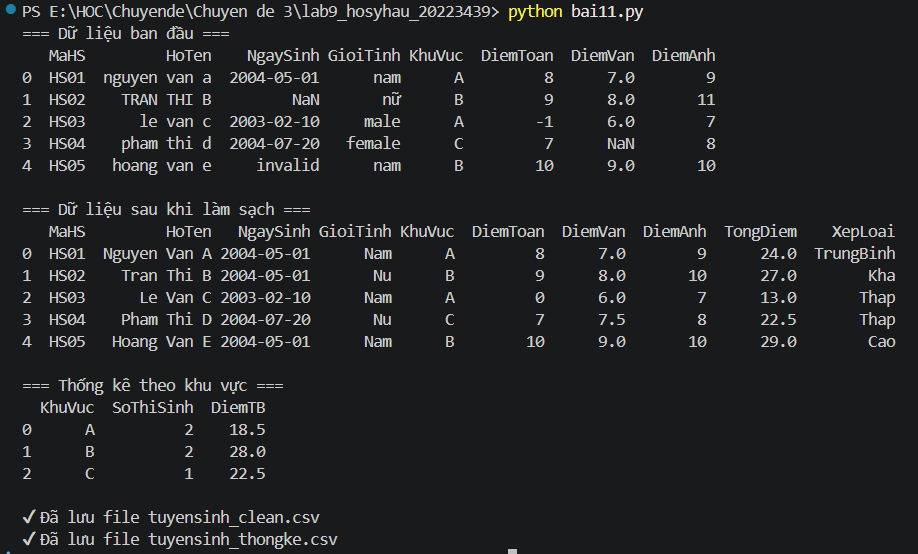 PS E:\HOC\Chuyende\Chuyen de 3\lab9_hosyhau_20223439> python bai11.py
=== Dữ liệu ban đầu ===
   MaHS         HoTen    NgaySinh GioiTinh KhuVuc  DiemToan  DiemVan  DiemAnh
0  HS01  nguyen van a  2004-05-01      nam      A         8      7.0        9
1  HS02    TRAN THI B         NaN       nữ      B         9      8.0       11
2  HS03      le van c  2003-02-10     male      A        -1      6.0        7
3  HS04    pham thi d  2004-07-20   female      C         7      NaN        8
4  HS05   hoang van e     invalid      nam      B        10      9.0       10
=== Dữ liệu sau khi làm sạch ===
   MaHS         HoTen   NgaySinh GioiTinh KhuVuc  DiemToan  DiemVan  DiemAnh  TongDiem    XepLoai
0  HS01  Nguyen Van A 2004-05-01      Nam      A         8      7.0        9      24.0  TrungBinh
1  HS02    Tran Thi B 2004-05-01       Nu      B         9      8.0       10      27.0        Kha
2  HS03      Le Van C 2003-02-10      Nam      A         0      6.0        7      13.0       Thap
3  HS04    Pham Thi D 2004-07-20       Nu      C         7      7.5        8      22.5       Thap
4  HS05   Hoang Van E 2004-05-01      Nam      B        10      9.0       10      29.0        Cao
=== Thống kê theo khu vực ===
  KhuVuc  SoThiSinh  DiemTB
0      A          2    18.5
1      B          2    28.0
2      C          1    22.5
✔ Đã lưu file tuyensinh_clean.csv
✔ Đã lưu file tuyensinh_thongke.csv